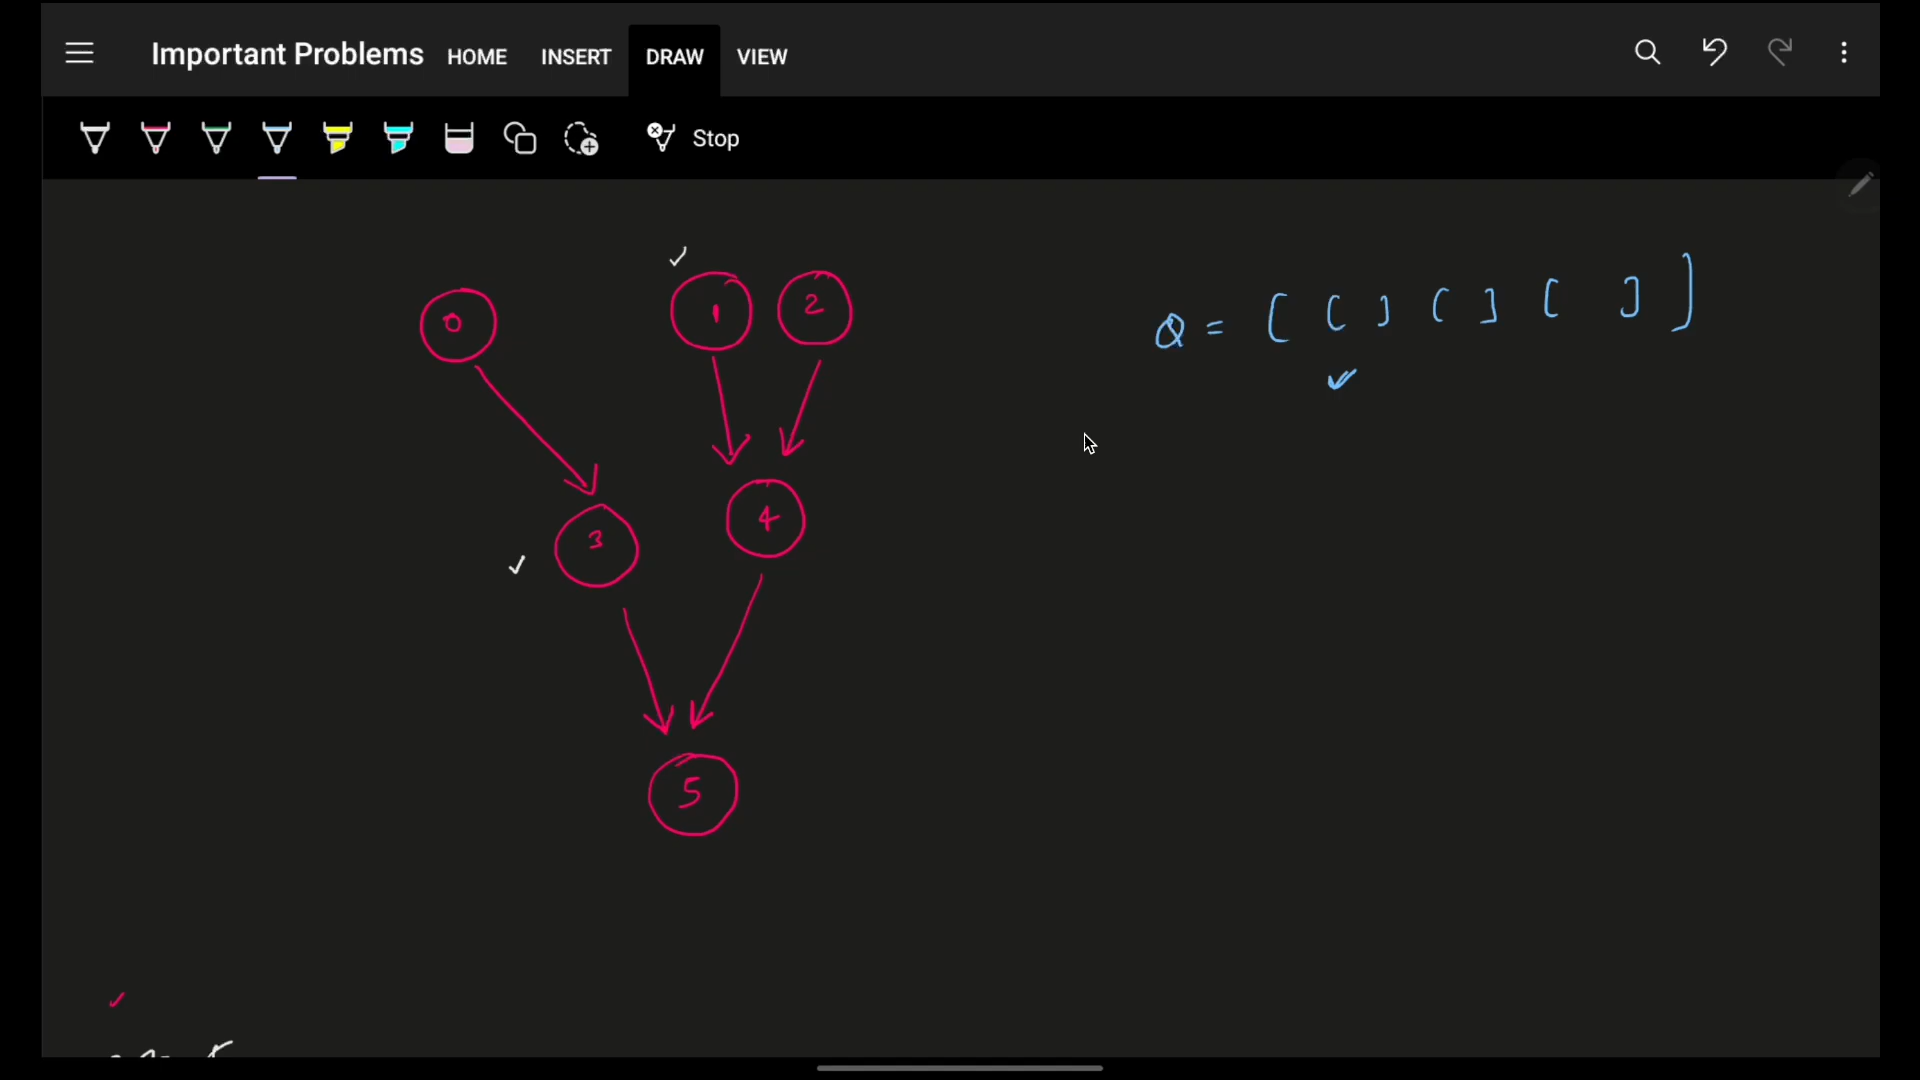 Important Problems HOME INSERT DRAW VIEW
Stop
0 1 2
Q = [ [ ] [ ] [ ] ]
3 4
5